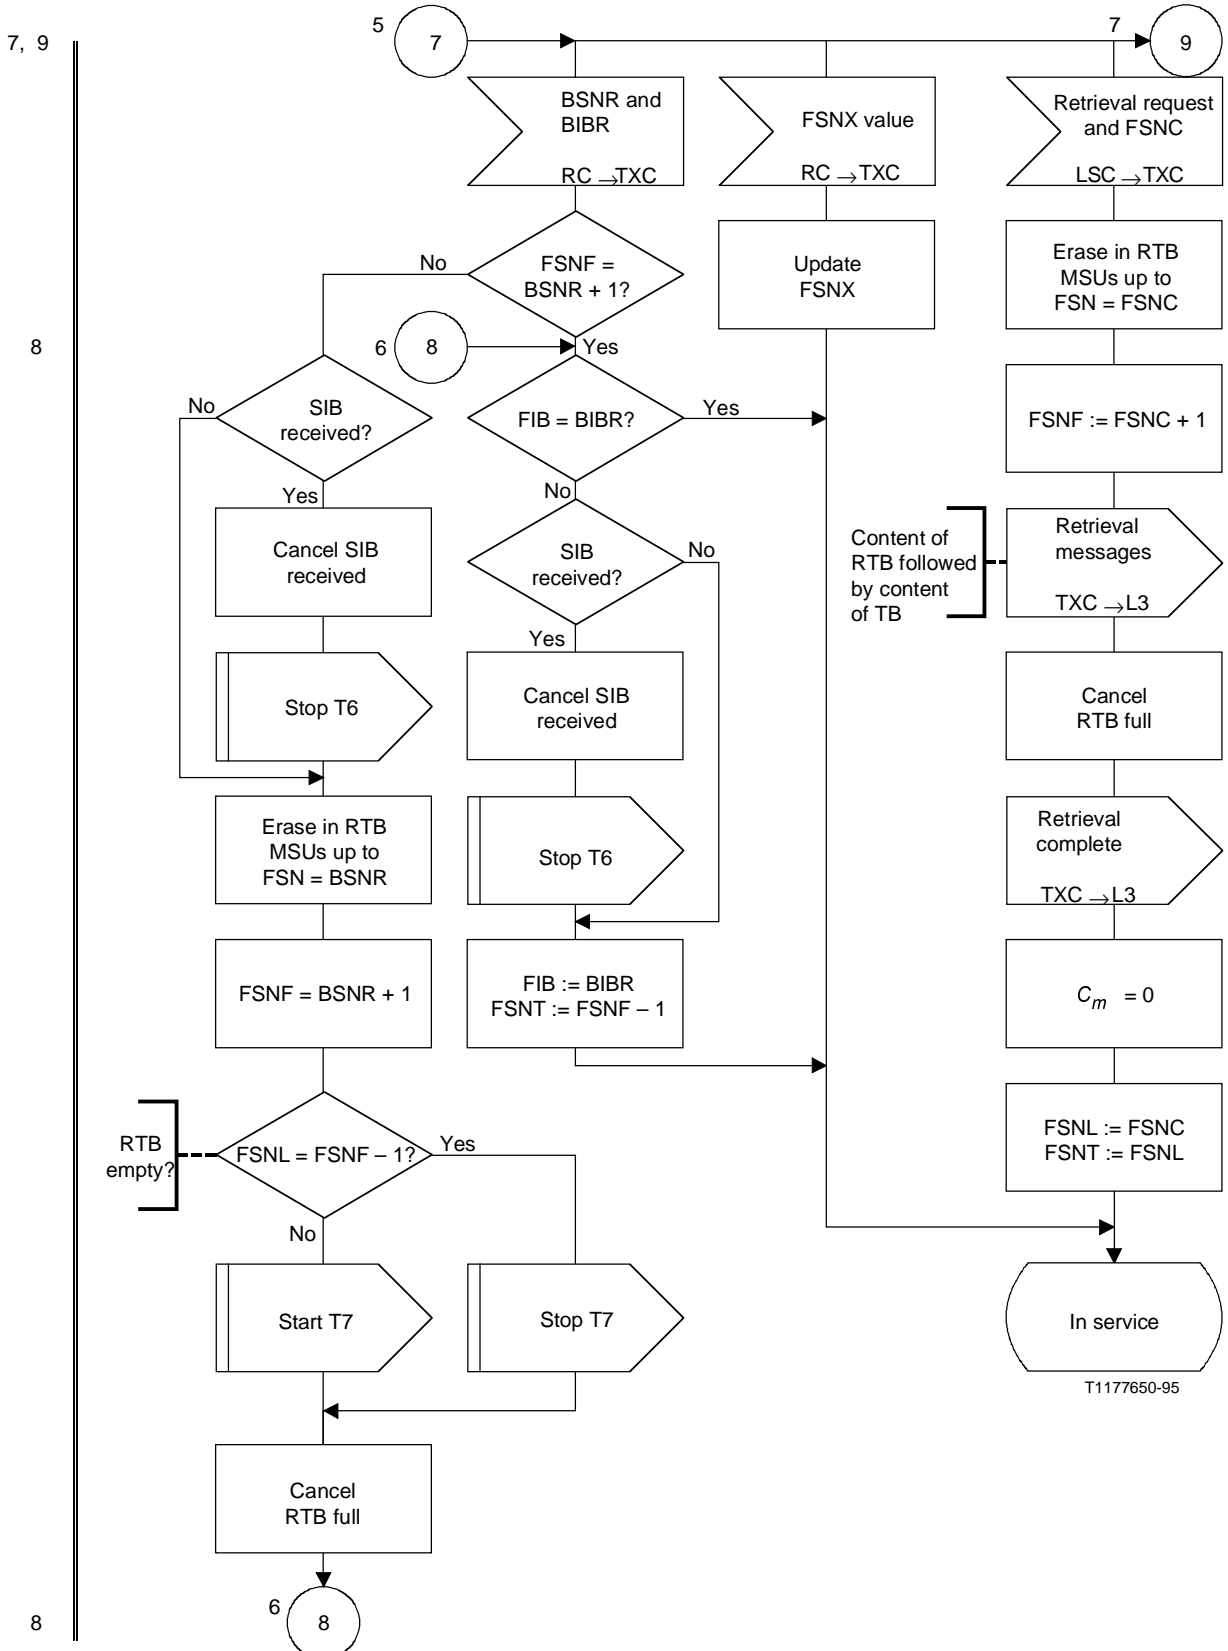 7, 9
5
7
7
9
BSNR and
BIBR
RC → TXC
FSNX value
RC → TXC
Retrieval request
and FSNC
LSC → TXC
No
FSNF =
BSNR + 1?
Update
FSNX
Erase in RTB
MSUs up to
FSN = FSNC
8
6
8
Yes
No
SIB
received?
FIB = BIBR?
Yes
FSNF := FSNC + 1
Yes
No
Cancel SIB
received
SIB
received?
No
Content of
RTB followed
by content
of TB
Retrieval
messages
TXC → L3
Yes
Stop T6
Cancel SIB
received
Cancel
RTB full
Erase in RTB
MSUs up to
FSN = BSNR
Stop T6
Retrieval
complete
TXC → L3
FSNF = BSNR + 1
FIB := BIBR
FSNT := FSNF – 1
Cm = 0
RTB
empty?
FSNL = FSNF – 1?
Yes
FSNL := FSNC
FSNT := FSNL
No
Start T7
Stop T7
In service
T1177650-95
Cancel
RTB full
6
8
8